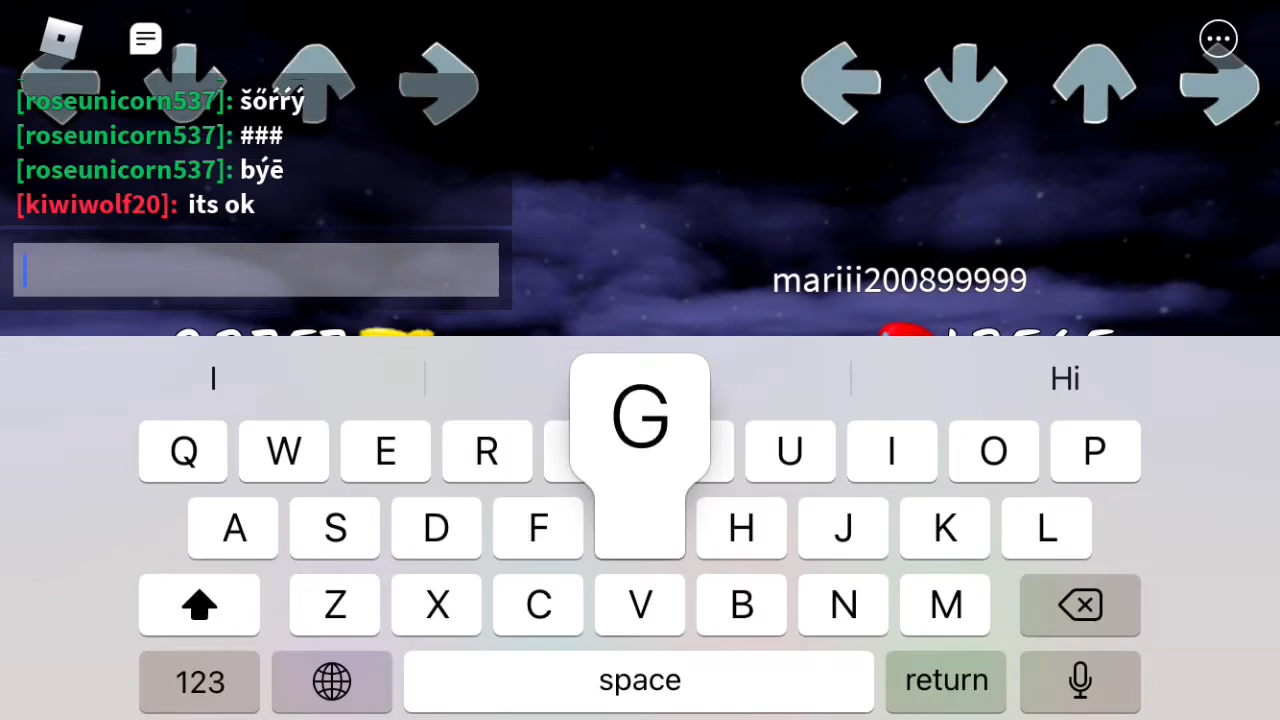 [roseunicorn537]: šőŕŕý
[roseunicorn537]: ###
[roseunicorn537]: býē
[kiwiwolf20]: its ok
mariii200899999
I Hi
G
Q W E R U I O P
A S D F H J K L
Z X C V B N M
123 space return